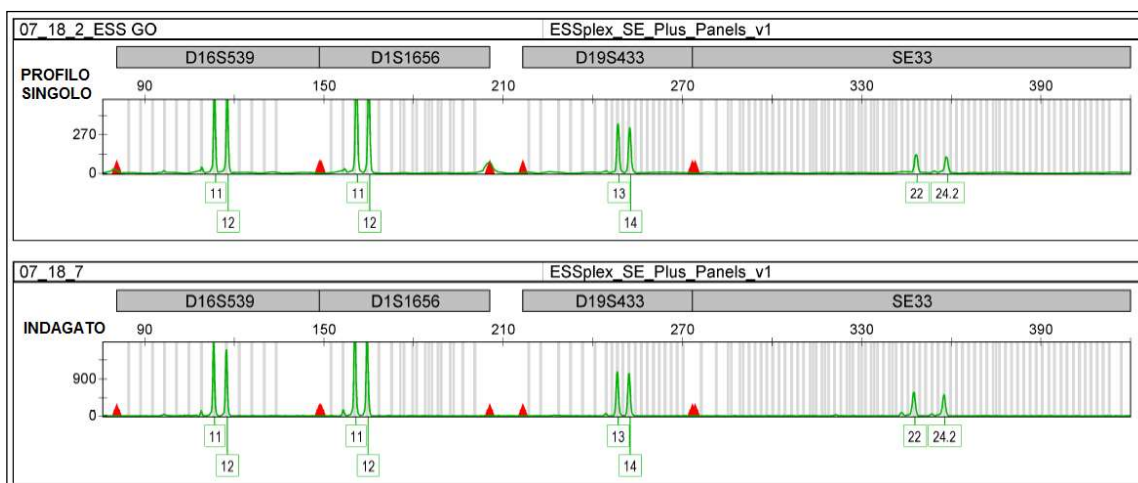 07_18_2_ESS GO ESSplex_SE_Plus_Panels_v1
D16S539 D1S1656 D19S433 SE33
PROFILO
SINGOLO
90 150 210 270 330 390
270
0
11 11 13 22 24.2
12 12 14
07_18_7 ESSplex_SE_Plus_Panels_v1
D16S539 D1S1656 D19S433 SE33
INDAGATO
90 150 210 270 330 390
900
0
11 11 13 22 24.2
12 12 14